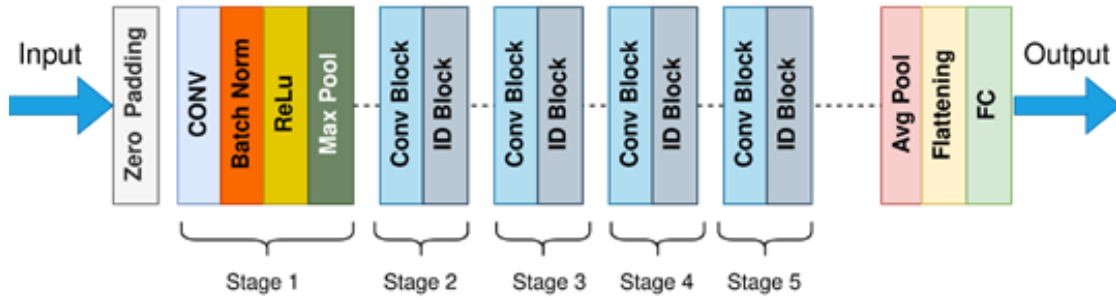 Input
Zero Padding
CONV
Batch Norm
ReLu
Max Pool
Conv Block
ID Block
Conv Block
ID Block
Conv Block
ID Block
Conv Block
ID Block
Avg Pool
Flattening
FC
Output
Stage 1
Stage 2
Stage 3
Stage 4
Stage 5